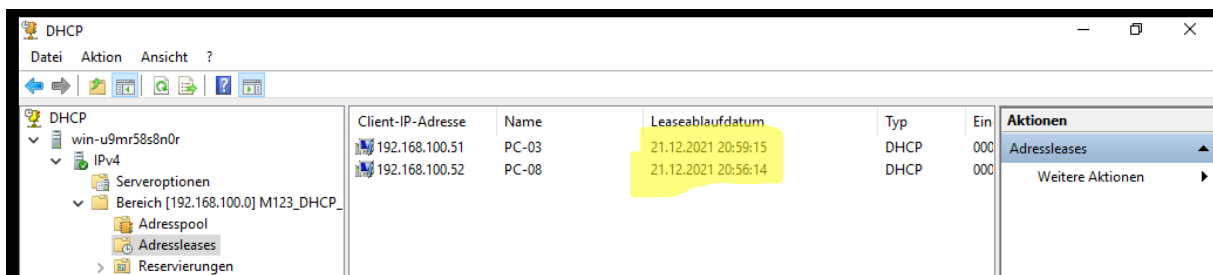 DHCP
Datei Aktion Ansicht ?
DHCP
win-u9mr58s8n0r
IPv4
Serveroptionen
Bereich [192.168.100.0] M123_DHCP_
Adresspool
Adressleases
Reservierungen
Client-IP-Adresse Name Leaseablaufdatum Typ Ein
192.168.100.51 PC-03 21.12.2021 20:59:15 DHCP 000
192.168.100.52 PC-08 21.12.2021 20:56:14 DHCP 000
Aktionen
Adressleases
Weitere Aktionen